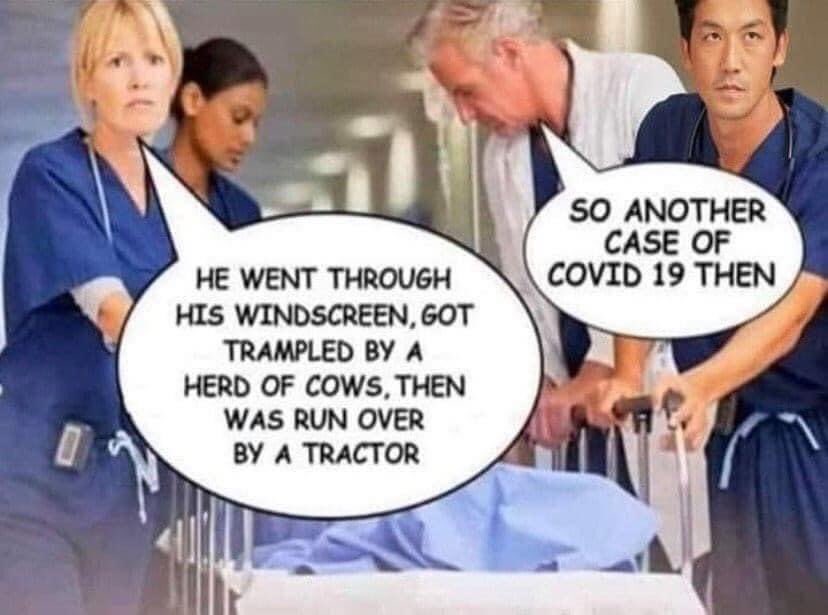 HE WENT THROUGH
HIS WINDSCREEN, GOT
TRAMPLED BY A
HERD OF COWS, THEN
WAS RUN OVER
BY A TRACTOR
SO ANOTHER
CASE OF
COVID 19 THEN